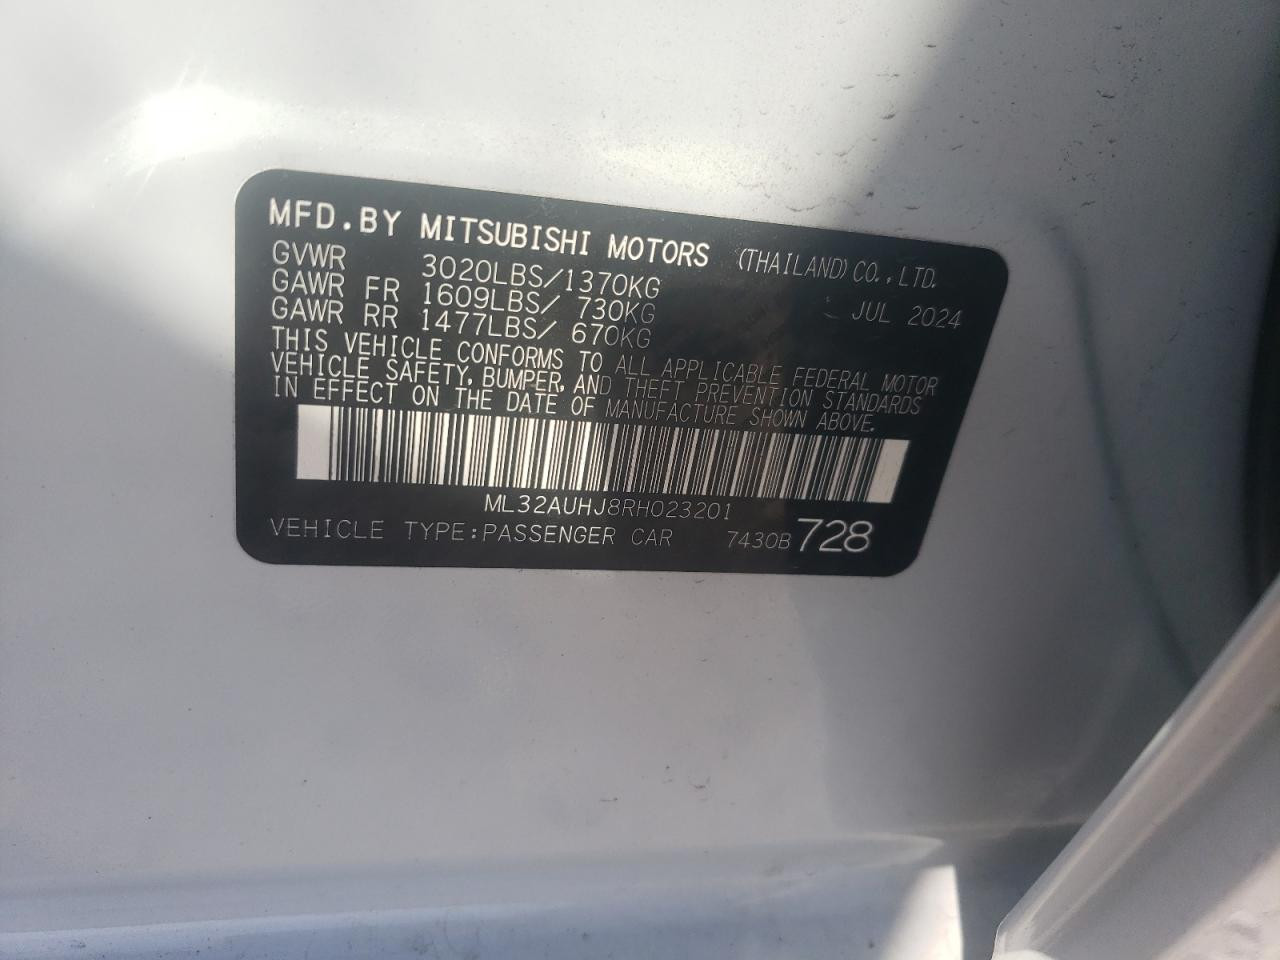 MFD.BY MITSUBISHI MOTORS (THAILAND) CO.,LTD.
GVWR 3020LBS/1370KG JUL 2024
GAWR FR 1609LBS/ 730KG
GAWR RR 1477LBS/ 670KG
THIS VEHICLE CONFORMS TO ALL APPLICABLE FEDERAL MOTOR
VEHICLE SAFETY, BUMPER, AND THEFT PREVENTION STANDARDS
IN EFFECT ON THE DATE OF MANUFACTURE SHOWN ABOVE.
ML32AUHJ8RH023201
VEHICLE TYPE:PASSENGER CAR 7430B 728